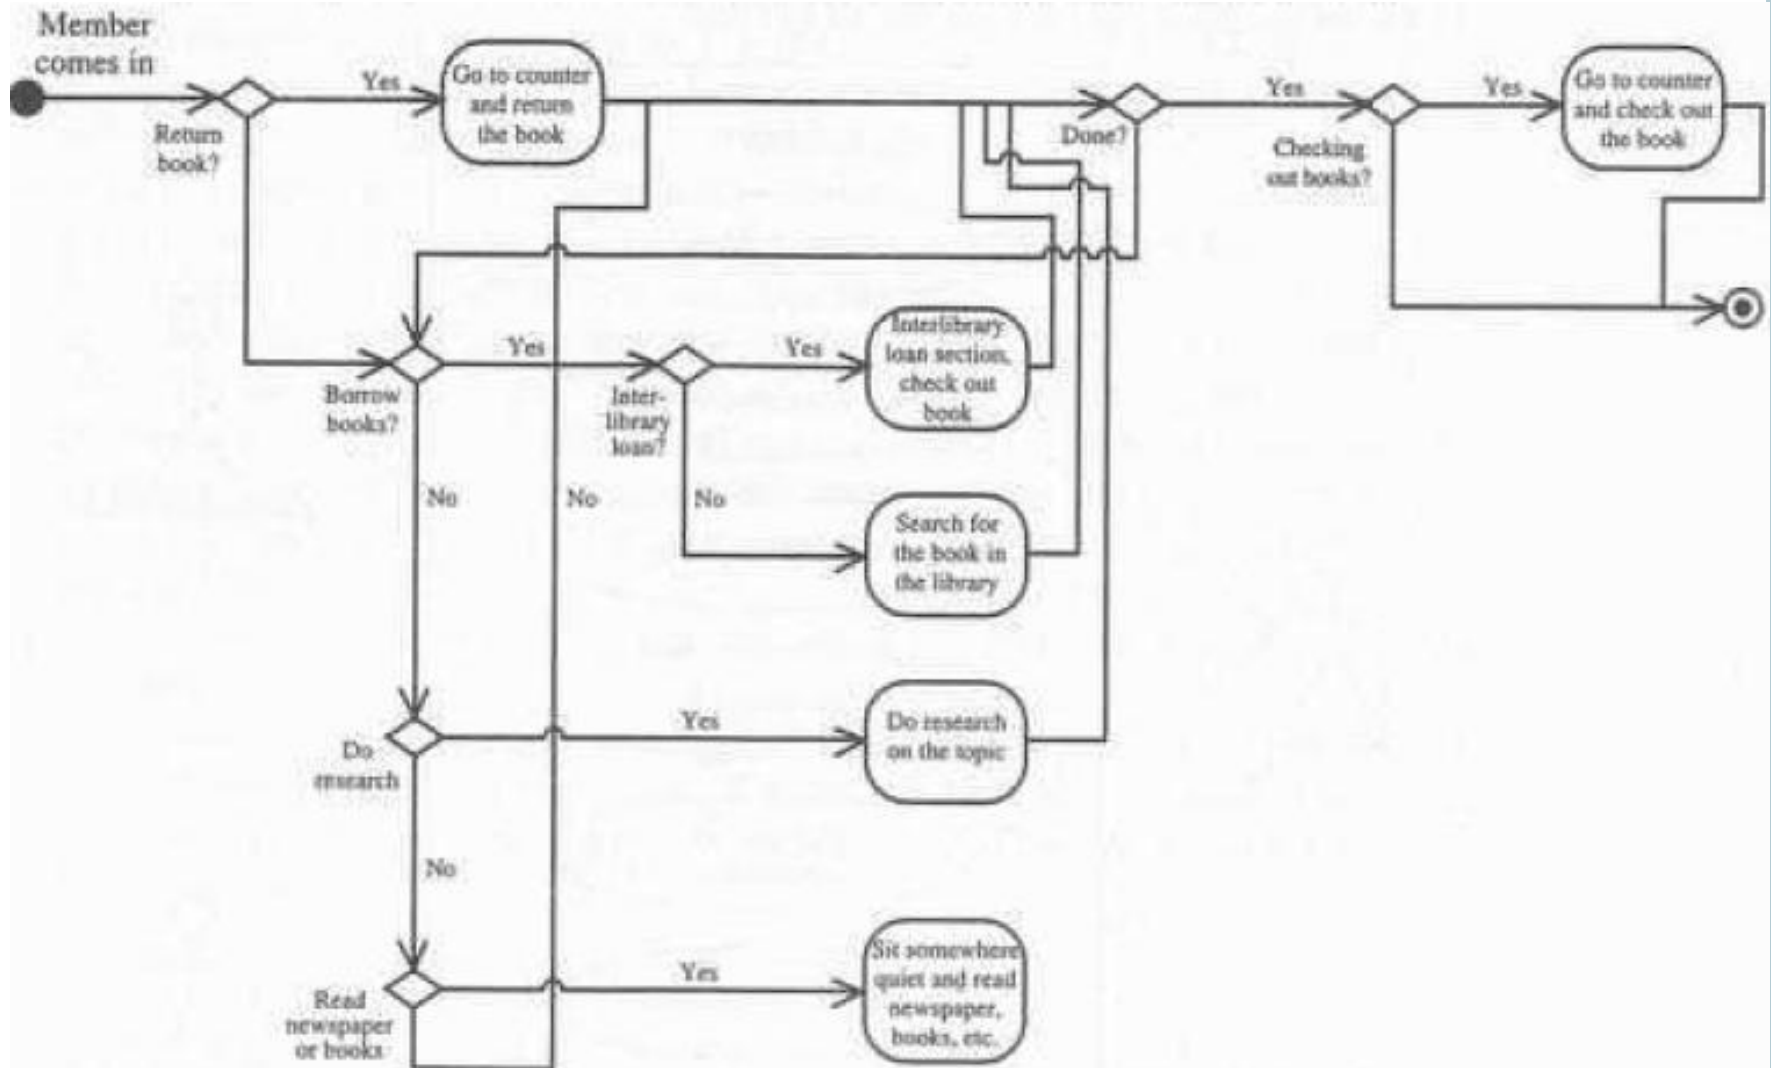 Member
comes in
Return
book?
Yes
Go to counter
and return
the book
Done?
Yes
Checking
out books?
Yes
Go to counter
and check out
the book
Borrow
books?
Yes
Inter-
library
loan?
Yes
Interlibrary
loan section,
check out
book
No
No
No
Search for
the book in
the library
Do
research
Yes
Do research
on the topic
No
Read
newspaper
or books
Yes
Sit somewhere
quiet and read
newspaper,
books, etc.